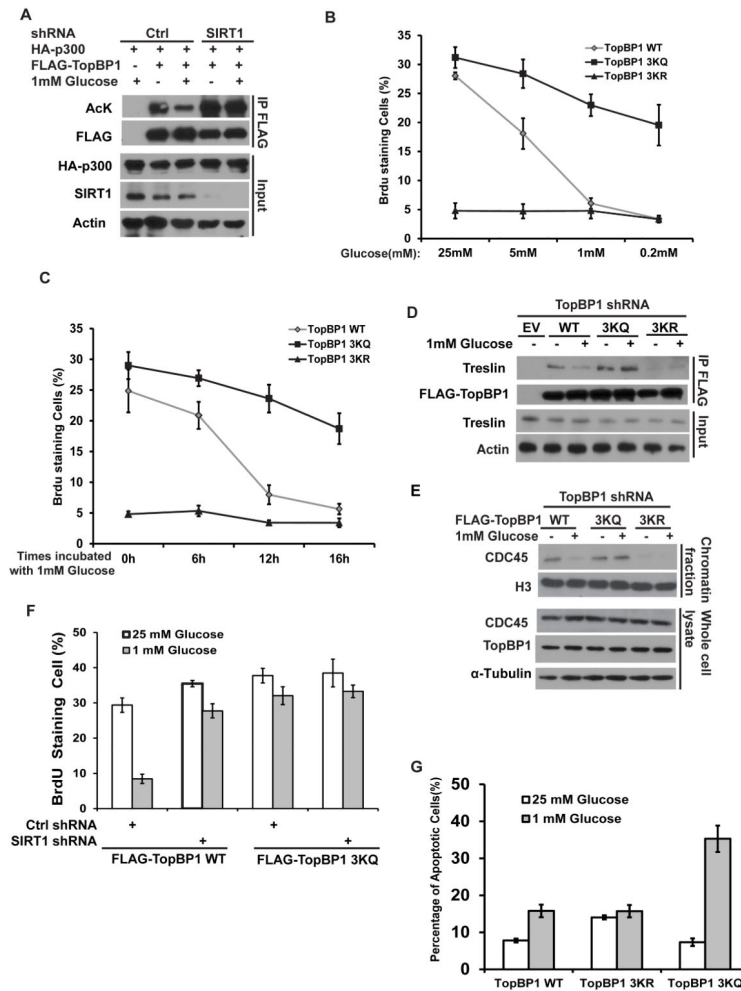 A
shRNA Ctrl SIRT1
HA-p300 + + + + +
FLAG-TopBP1 - + + + +
1mM Glucose + - + - +
AcK
FLAG
IP FLAG
HA-p300
SIRT1
Actin
Input
B
TopBP1 WT
TopBP1 3KQ
TopBP1 3KR
Brdu staining Cells (%)
35
30
25
20
15
10
5
0
Glucose(mM): 25mM 5mM 1mM 0.2mM
C
TopBP1 WT
TopBP1 3KQ
TopBP1 3KR
Brdu staining Cells (%)
35
30
25
20
15
10
5
0
Times incubated
with 1mM Glucose
0h 6h 12h 16h
D
TopBP1 shRNA
EV WT 3KQ 3KR
1mM Glucose - - + - + - +
Treslin
FLAG-TopBP1
IP FLAG
Treslin
Actin
Input
E
TopBP1 shRNA
FLAG-TopBP1 WT 3KQ 3KR
1mM Glucose - + - + - +
CDC45
H3
Chromatin
fraction
CDC45
TopBP1
α-Tubulin
Whole cell
lysate
F
25 mM Glucose
1 mM Glucose
BrdU Staining Cell (%)
50
40
30
20
10
0
Ctrl shRNA + +
SIRT1 shRNA + +
FLAG-TopBP1 WT FLAG-TopBP1 3KQ
G
25 mM Glucose
1 mM Glucose
Percentage of Apoptotic Cells(%)
50
40
30
20
10
0
TopBP1 WT TopBP1 3KR TopBP1 3KQ